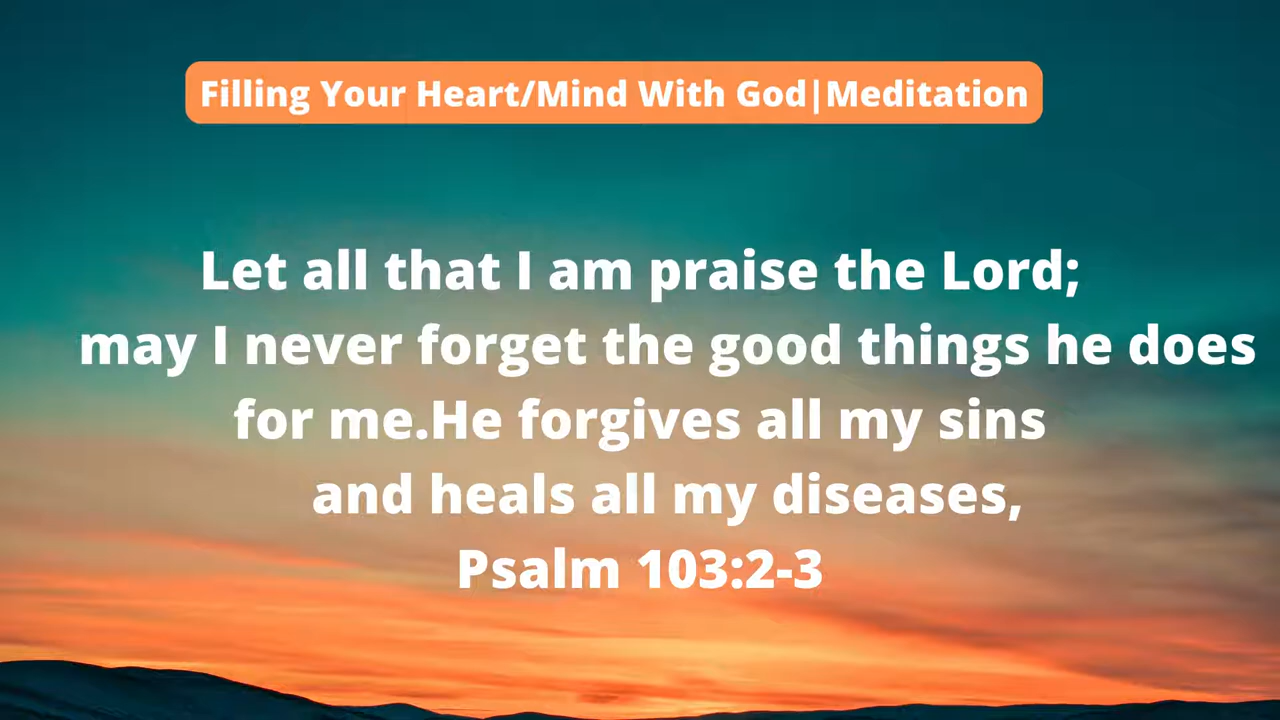 Filling Your Heart/Mind With God|Meditation
Let all that I am praise the Lord;
may I never forget the good things he does
for me.He forgives all my sins
and heals all my diseases,
Psalm 103:2-3